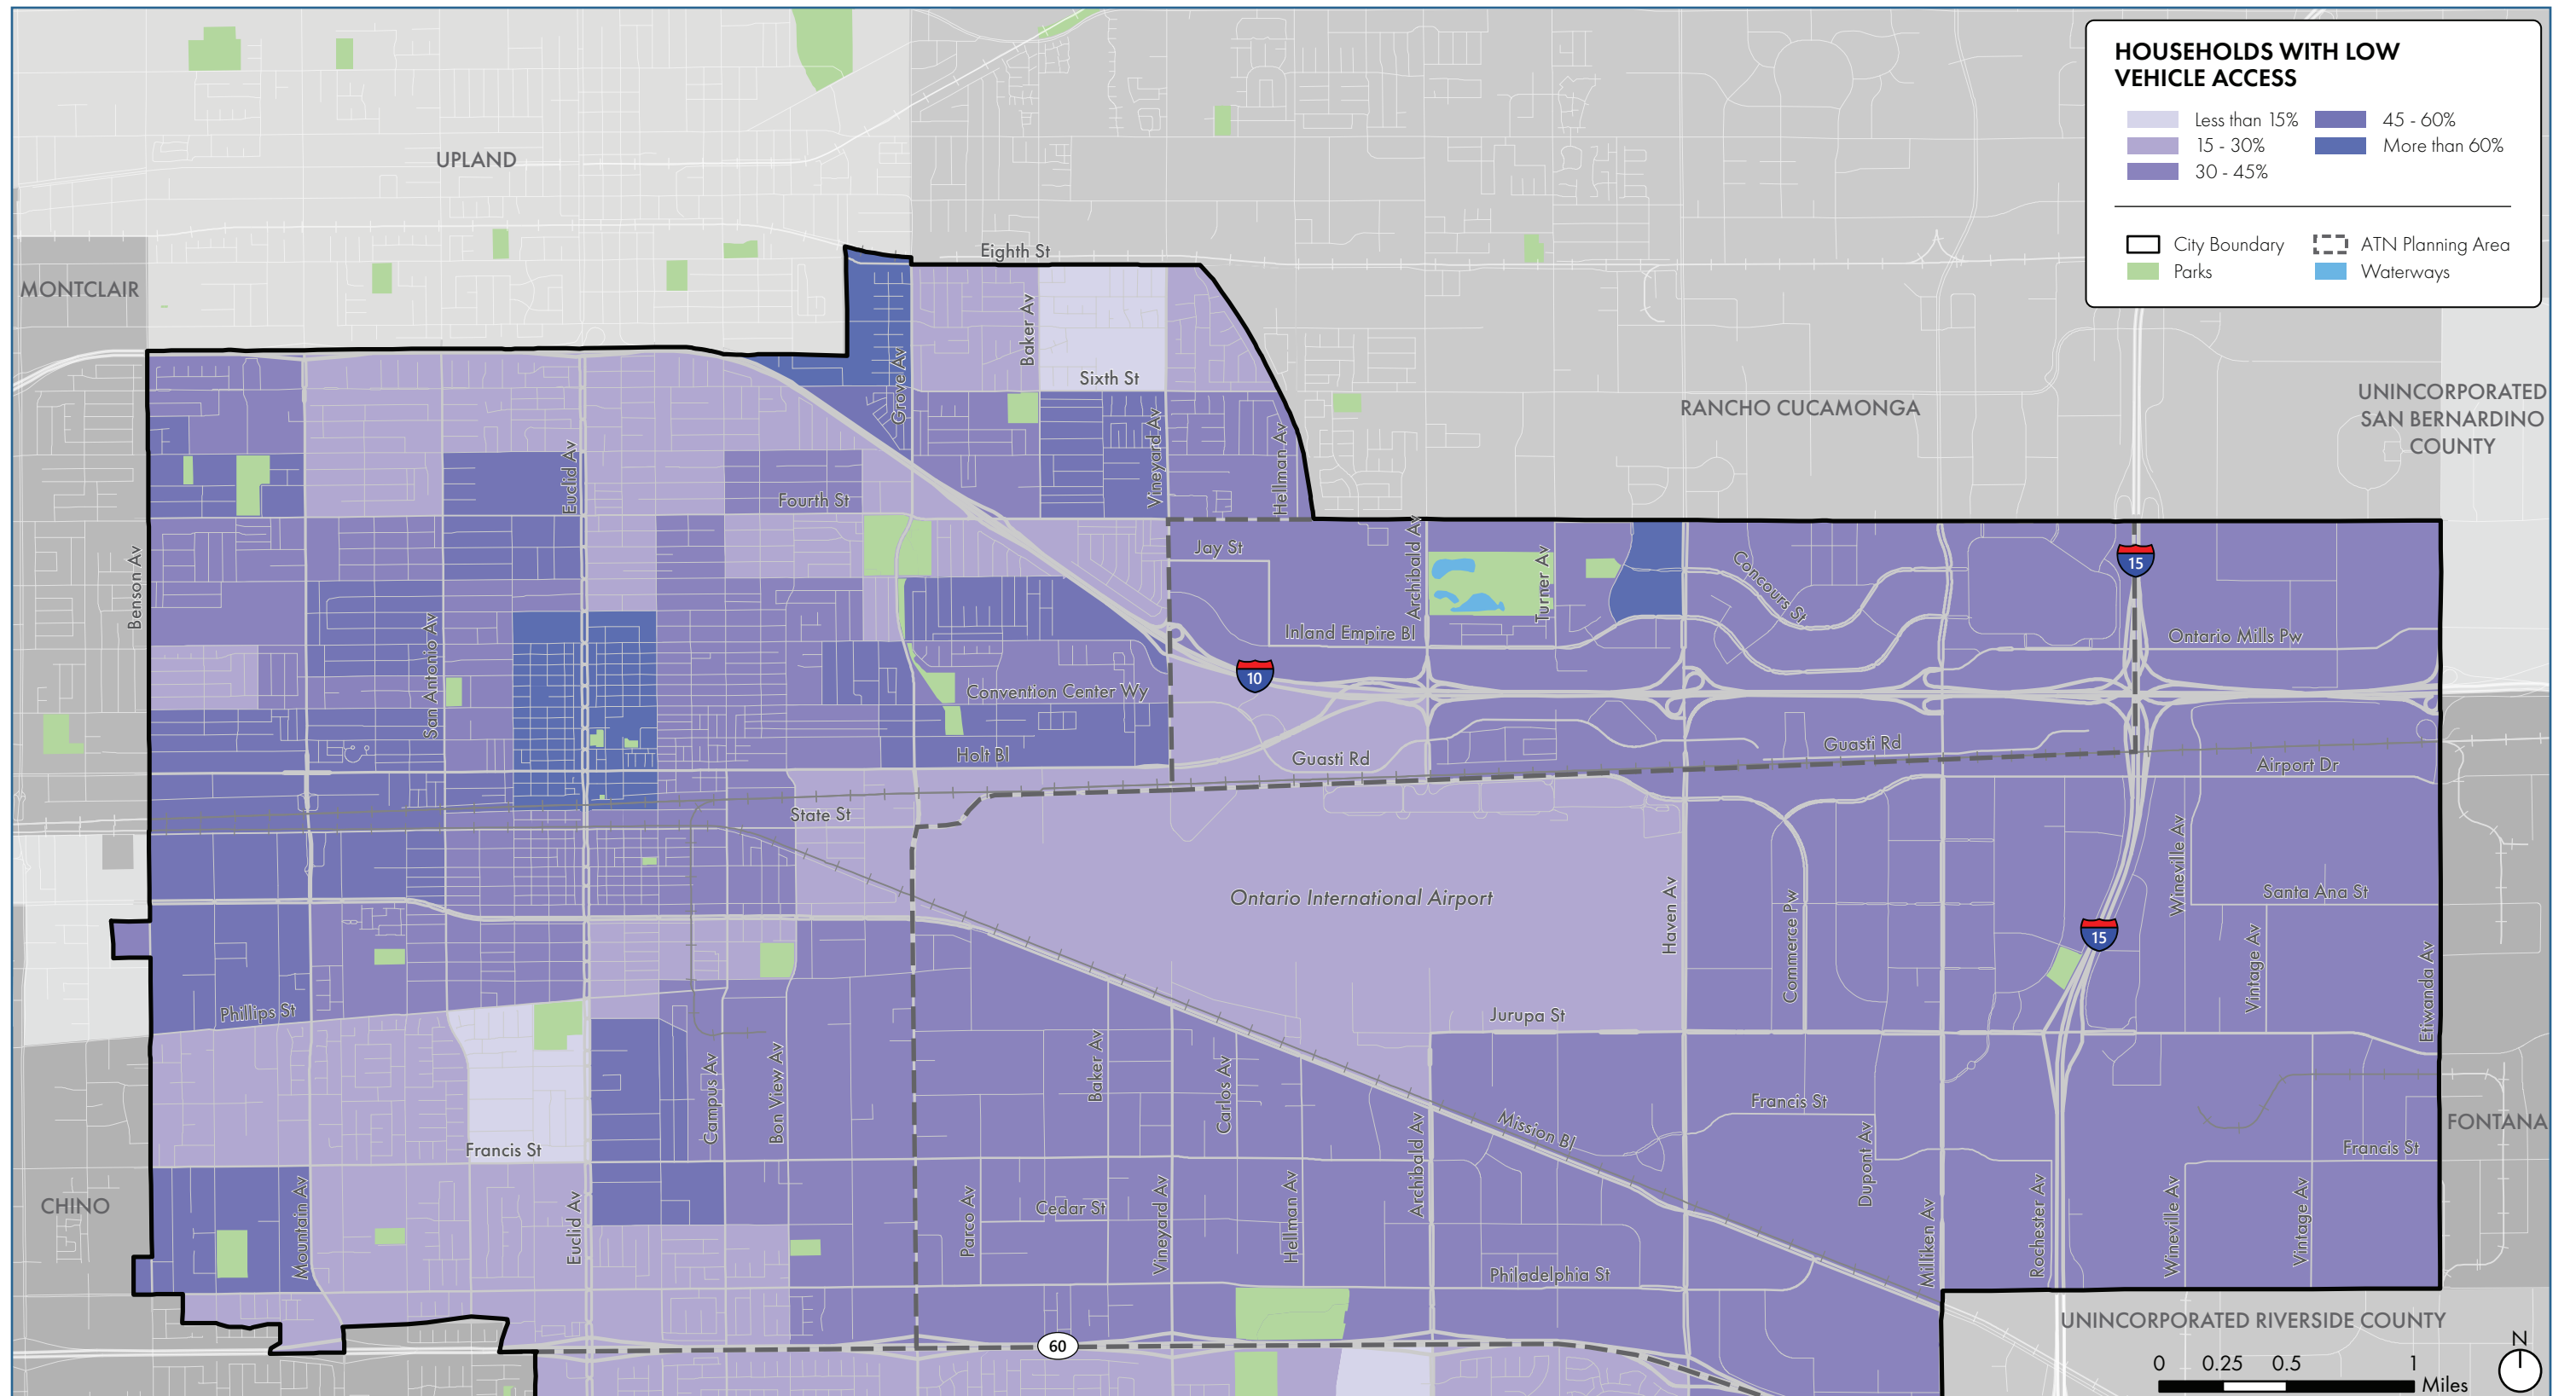 HOUSEHOLDS WITH LOW
VEHICLE ACCESS
Less than 15%
45 - 60%
15 - 30%
More than 60%
30 - 45%
City Boundary
ATN Planning Area
Parks
Waterways
UPLAND
MONTCLAIR
Eighth St
Baker Av
Grove Av
Sixth St
RANCHO CUCAMONGA
UNINCORPORATED
SAN BERNARDINO
COUNTY
Euclid Av
Vineyard Av
Hellman Av
Fourth St
Benson Av
Jay St
Archibald Av
Turner Av
Concours St
15
San Antonio Av
Inland Empire Bl
Ontario Mills Pw
10
Convention Center Wy
Holt Bl
Guasti Rd
Guasti Rd
Airport Dr
State St
Ontario International Airport
Haven Av
Commerce Pw
Wineville Av
Santa Ana St
15
Vintage Av
Etiwanda Av
Phillips St
Jurupa St
Campus Av
Bon View Av
Baker Av
Carlos Av
Francis St
Mission Bl
FONTANA
Francis St
Francis St
Dupont Av
Archibald Av
CHINO
Mountain Av
Euclid Av
Parco Av
Cedar St
Vineyard Av
Hellman Av
Milliken Av
Rochester Av
Wineville Av
Vintage Av
Philadelphia St
UNINCORPORATED RIVERSIDE COUNTY
60
N
0 0.25 0.5 1
Miles